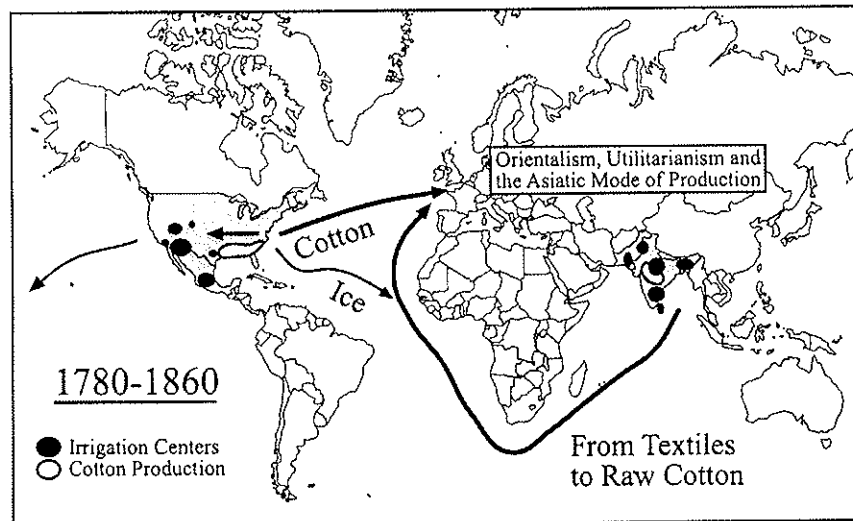 Orientalism, Utilitarianism and
the Asiatic Mode of Production
Cotton
Ice
1780-1860
Irrigation Centers
Cotton Production
From Textiles
to Raw Cotton